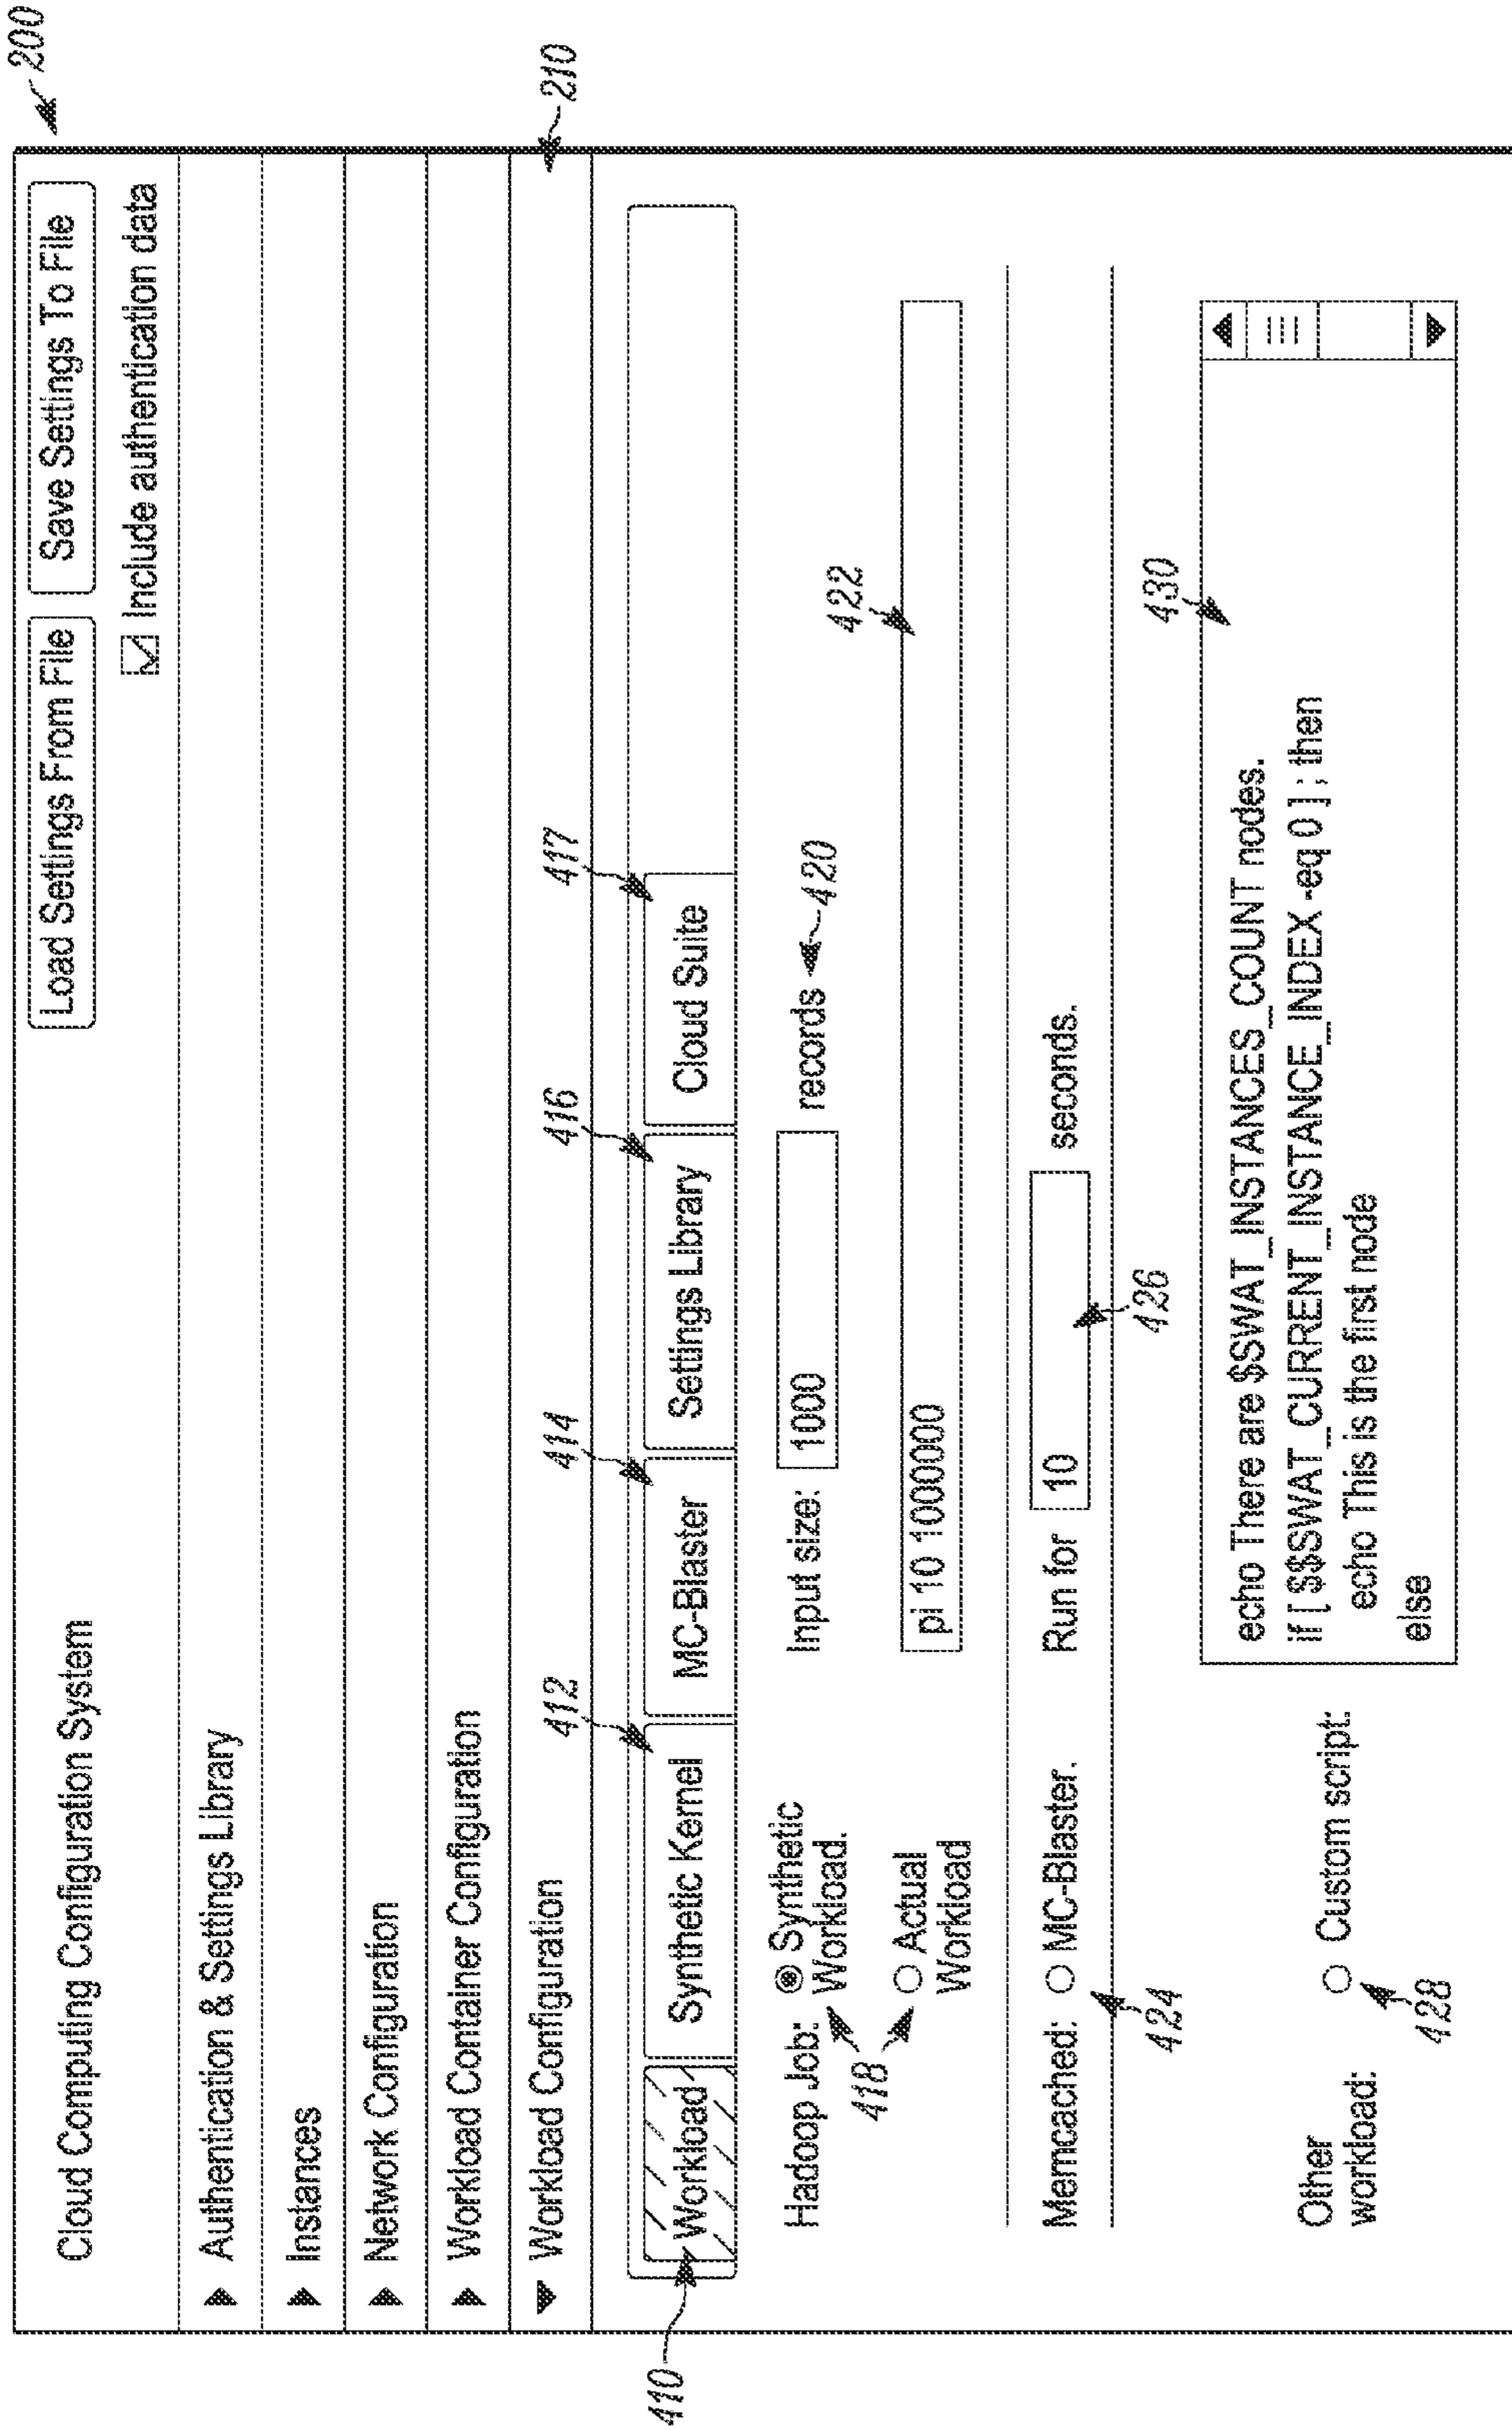 200
Cloud Computing Configuration System
Load Settings From File
Save Settings To File
Include authentication data
Authentication & Settings Library
Instances
Network Configuration
Workload Container Configuration
Workload Configuration
210
410
412
414
416
417
Workload
Synthetic Kernel
MC-Blaster
Settings Library
Cloud Suite
Hadoop Job:
Synthetic
Workload.
Input size:
1000
records
420
418
Actual
Workload
pi 10 100000
422
Memcached:
MC-Blaster.
Run for
10
seconds.
424
426
430
Other
workload:
Custom script:
428
echo There are $SWAT_INSTANCES_COUNT nodes.
if [ $SWAT_CURRENT_INSTANCE_INDEX -eq 0 ] ; then
echo This is the first node
else